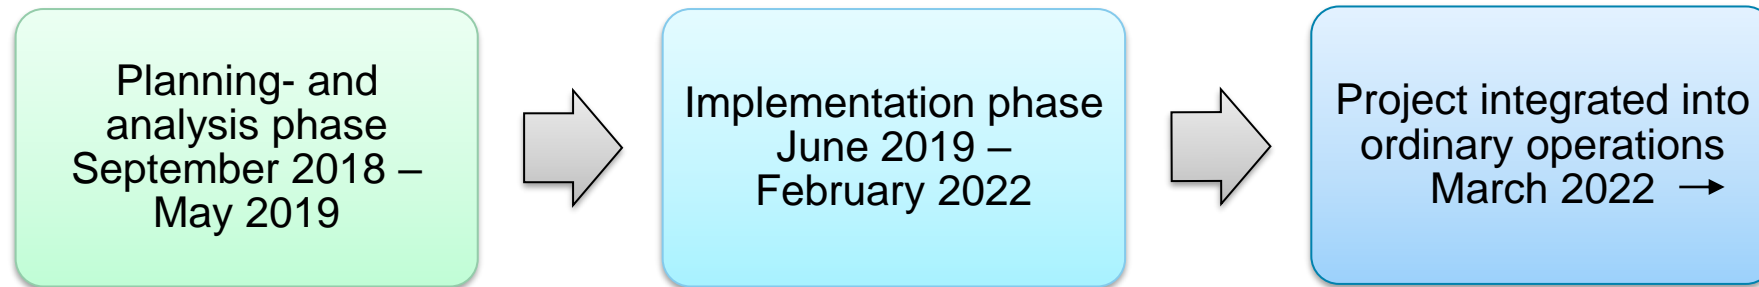 Planning- and
analysis phase
September 2018 –
May 2019
Implementation phase
June 2019 –
February 2022
Project integrated into
ordinary operations
March 2022 →